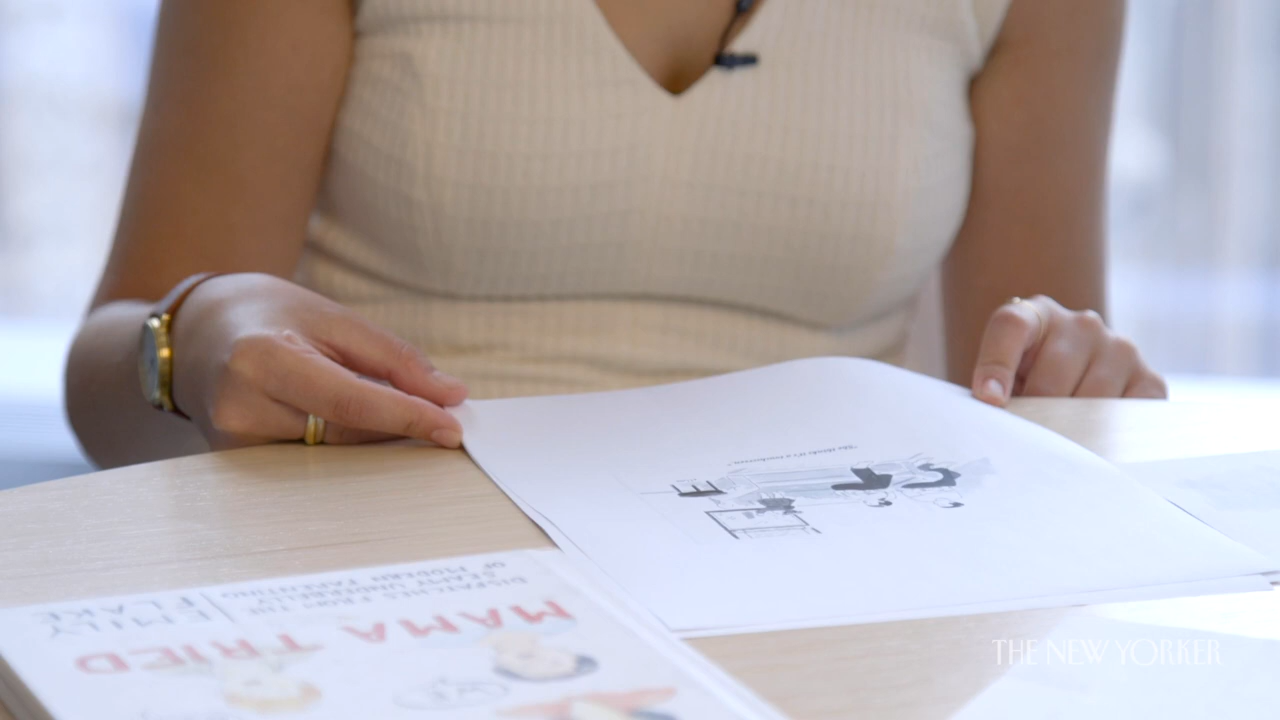 MAMA TRIED
DISPATCHES FROM THE
SEAMY UNDERBELLY
OF MODERN PARENTING
EMILY
FLAKE
THE NEW YORKER